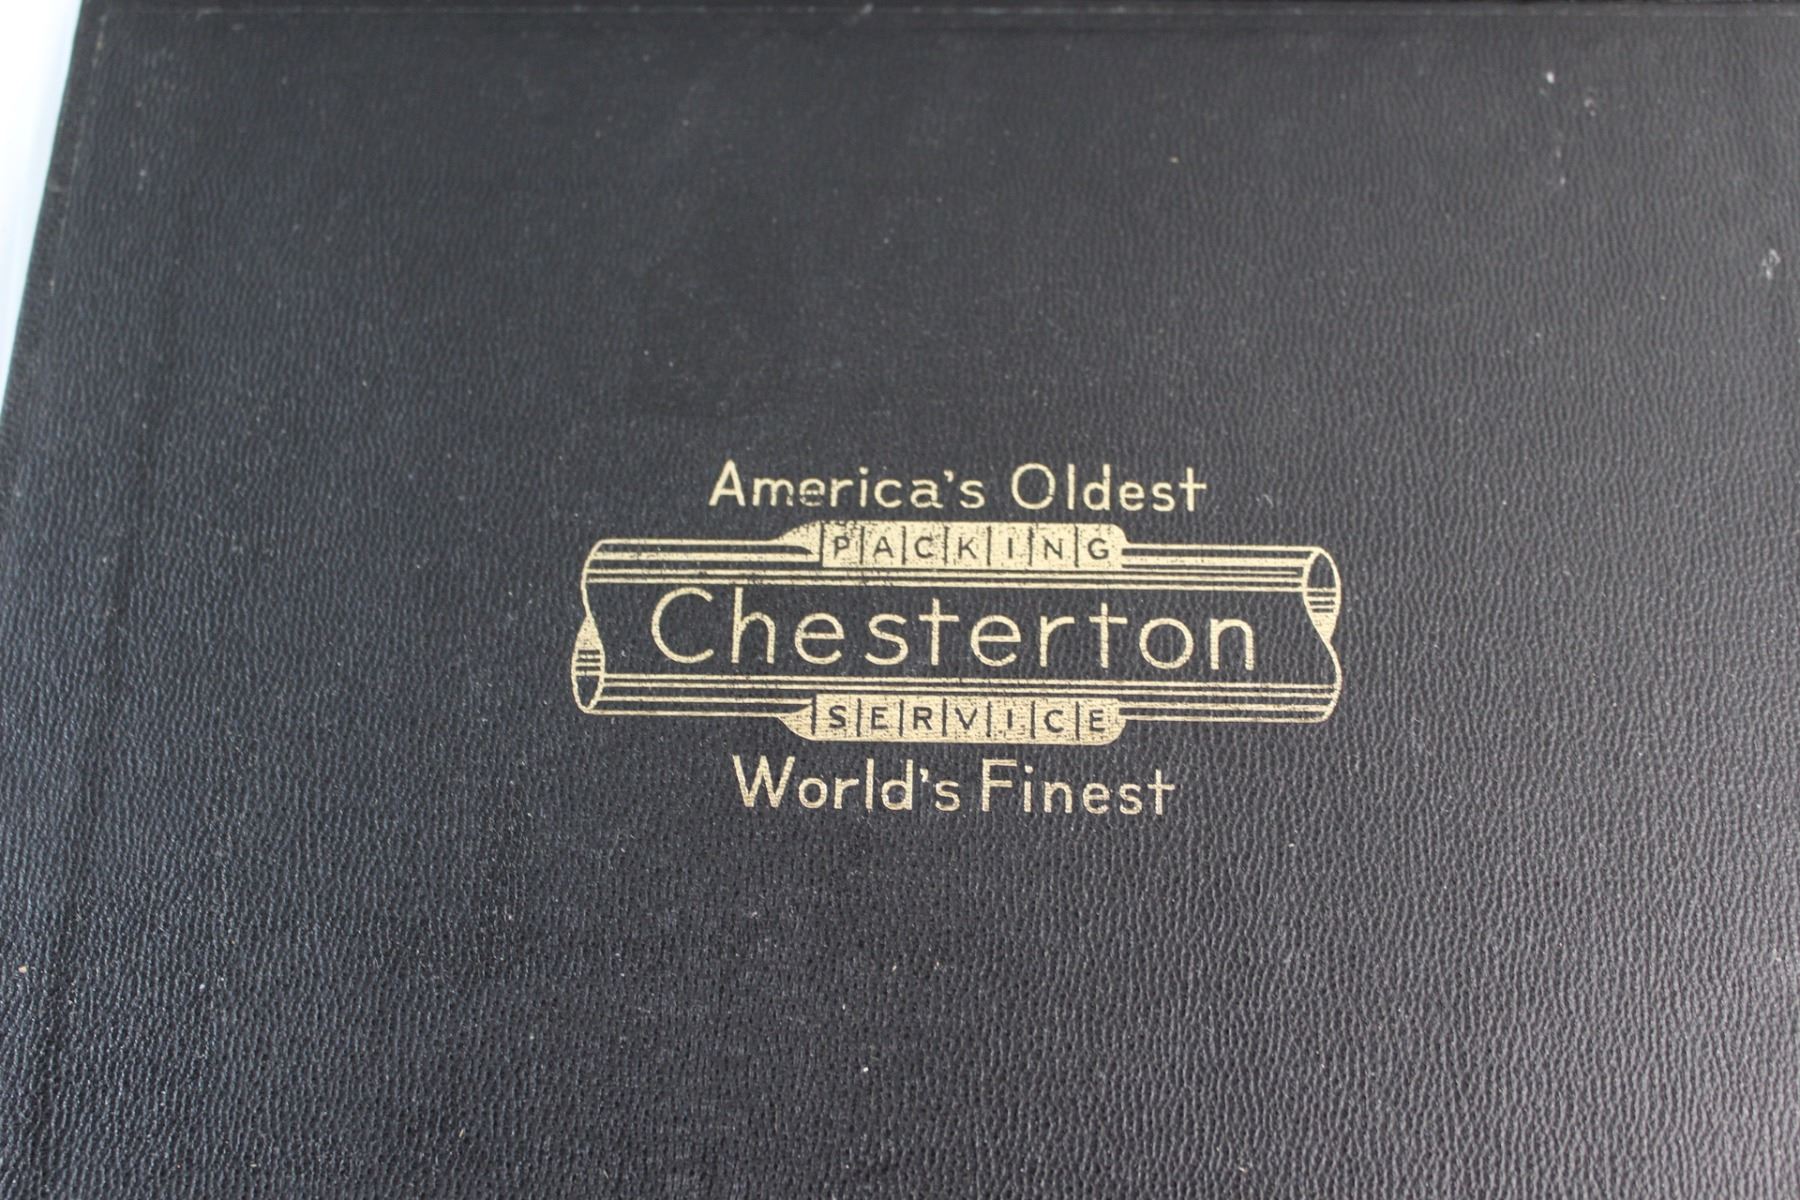 America's Oldest
PACKING
Chesterton
SERVICE
World's Finest